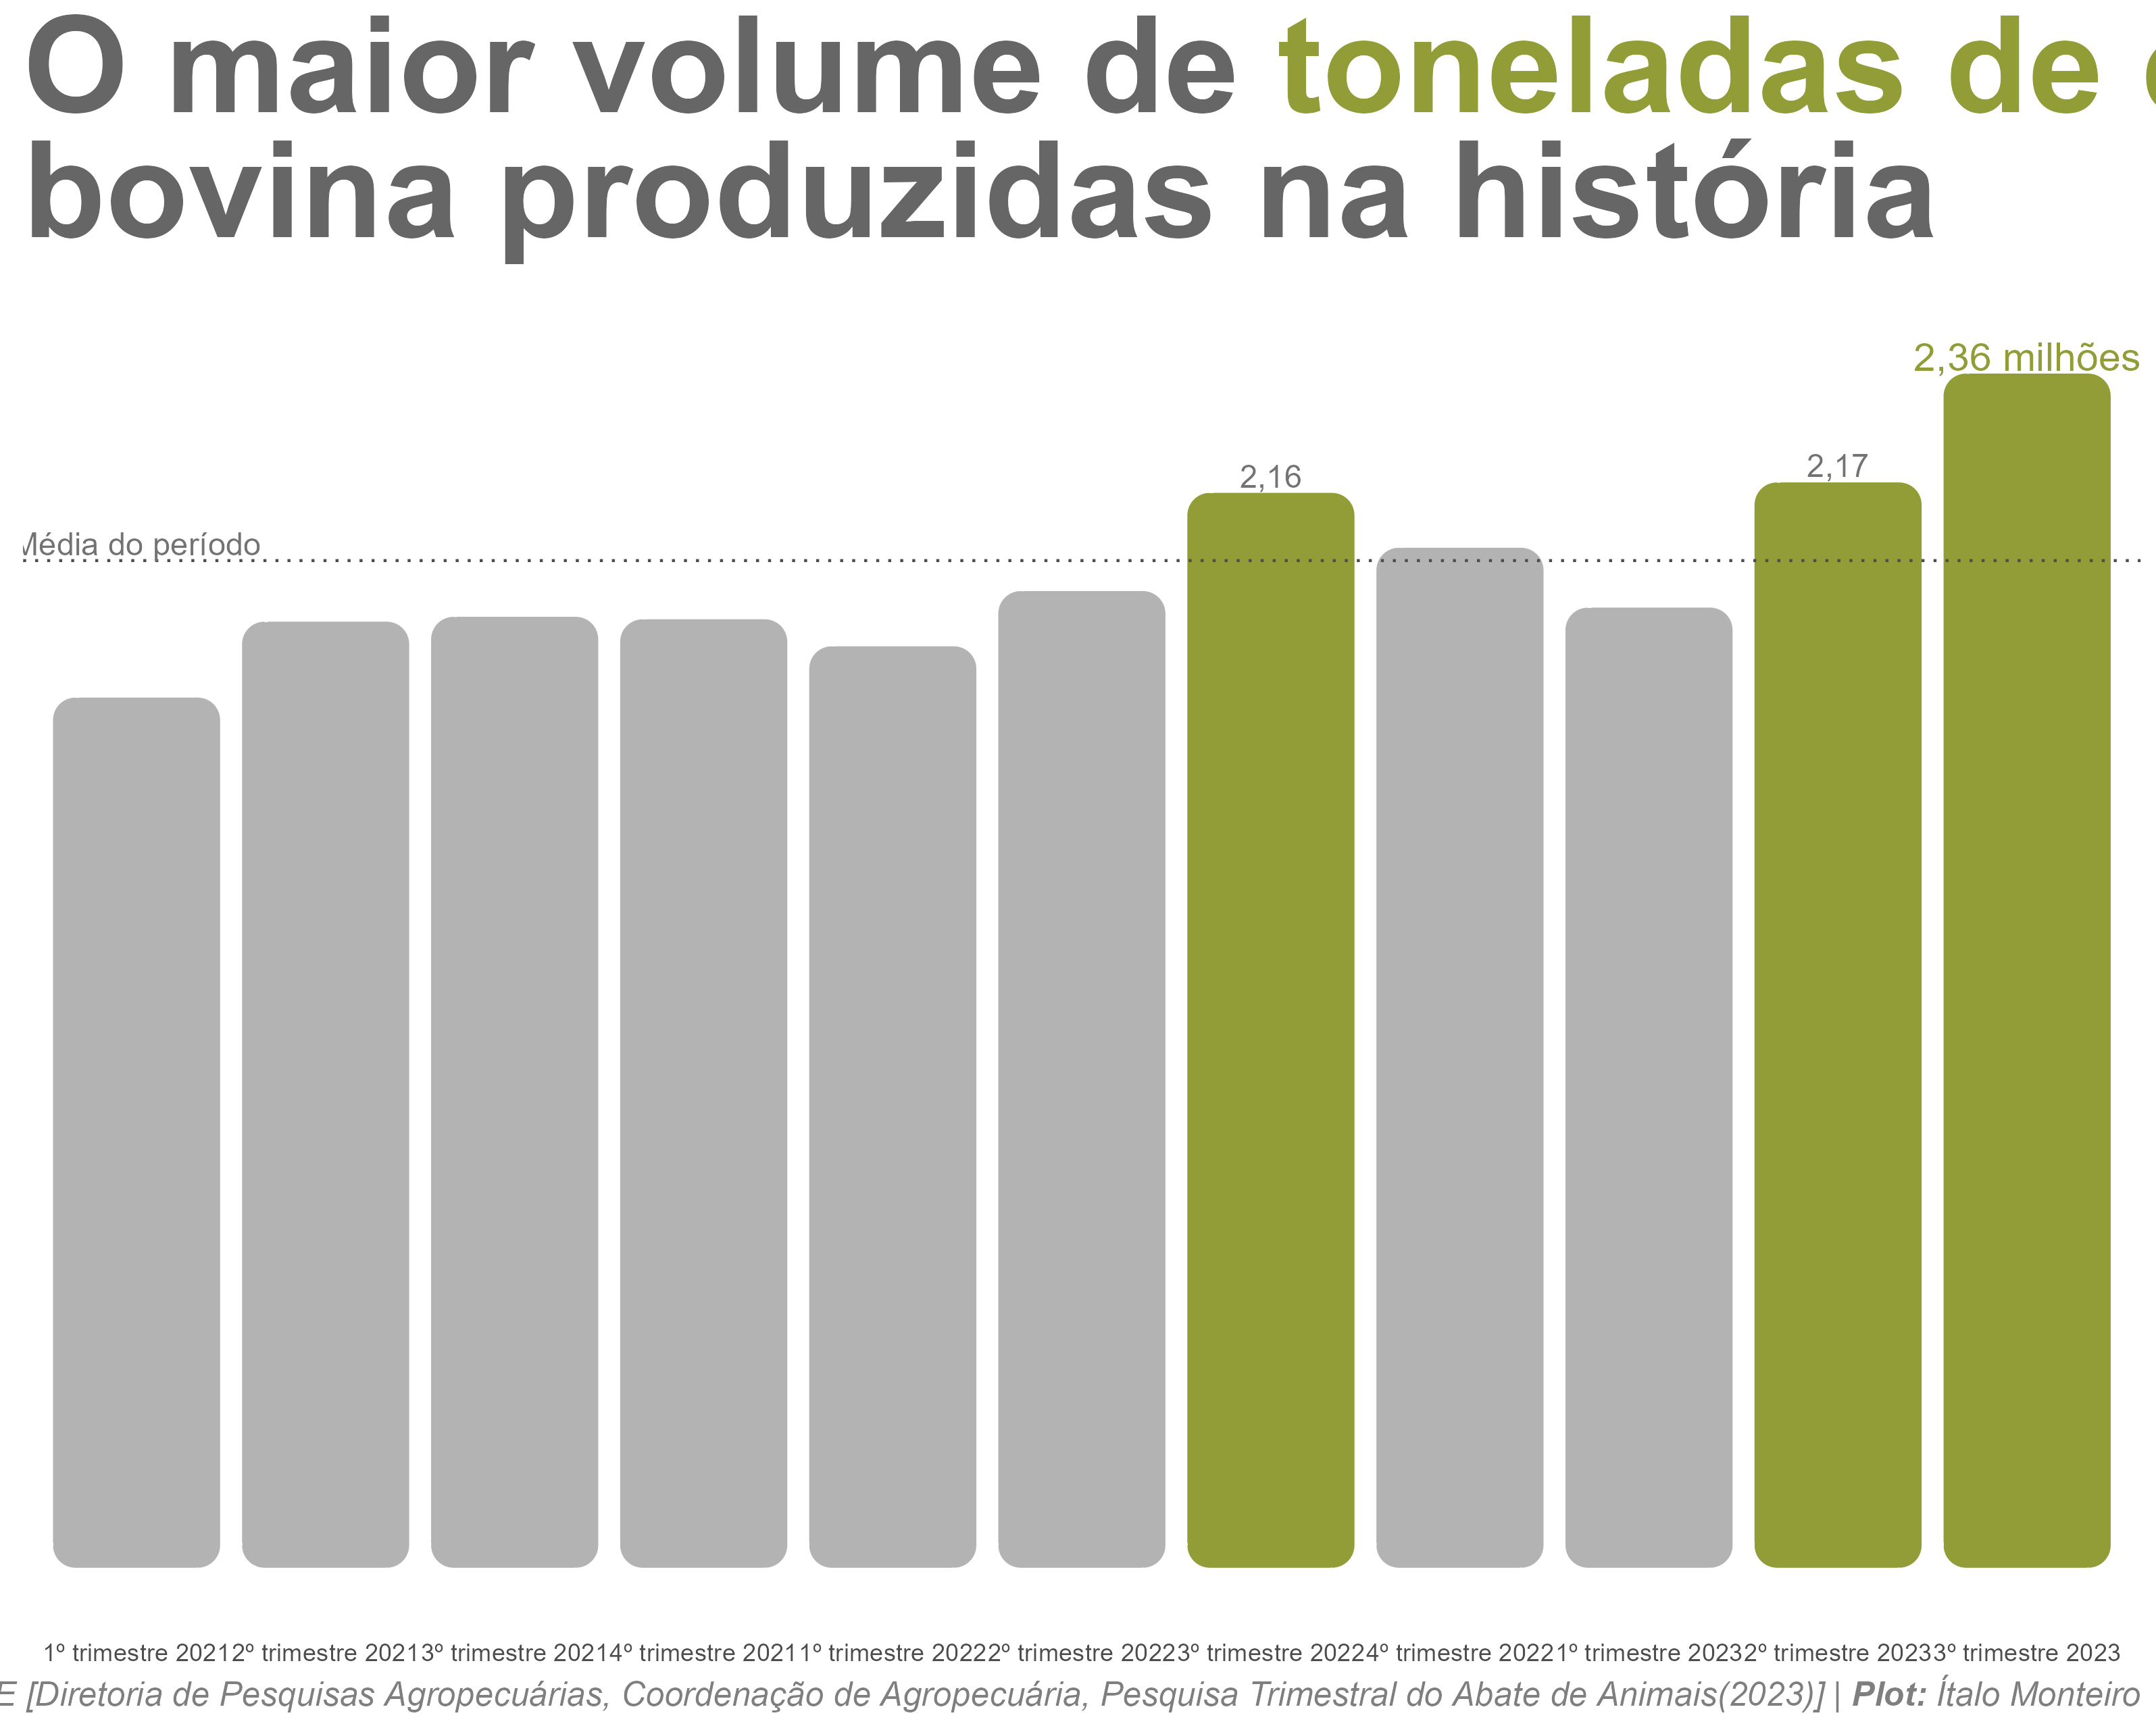 O maior volume de toneladas de
bovina produzidas na história
2,36 milhões
2,17
2,16
Média do período
1º trimestre 2021 2º trimestre 2021 3º trimestre 2021 4º trimestre 2021 1º trimestre 2022 2º trimestre 2022 3º trimestre 2022 4º trimestre 2022 1º trimestre 2023 2º trimestre 2023 3º trimestre 2023
[Diretoria de Pesquisas Agropecuárias, Coordenação de Agropecuária, Pesquisa Trimestral do Abate de Animais(2023)] | Plot: Ítalo Monteiro